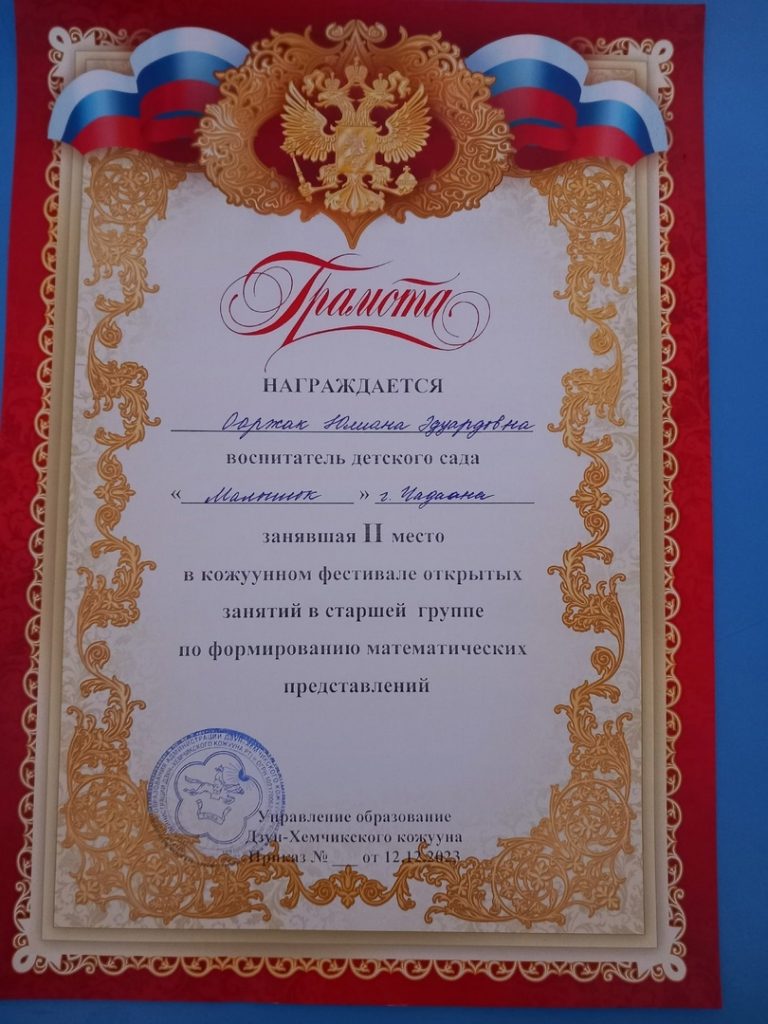 Грамота
НАГРАЖДАЕТСЯ
Ооржак Юлиана Эдуардовна
воспитатель детского сада
« Малышок » г. Чадаана
занявшая II место
в кожуунном фестивале открытых
занятий в старшей группе
по формированию математических
представлений
Управление образование
Дзун-Хемчикского кожууна
Приказ № ___ от 12.12.2023